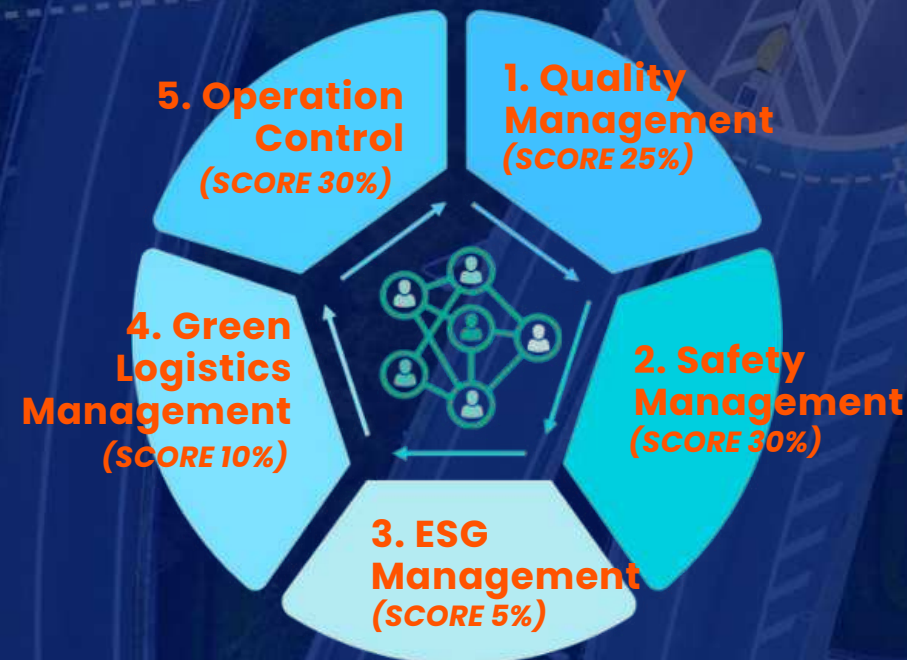 1. Quality
Management
(SCORE 25%)
2. Safety
Management
(SCORE 30%)
3. ESG
Management
(SCORE 5%)
4. Green
Logistics
Management
(SCORE 10%)
5. Operation
Control
(SCORE 30%)